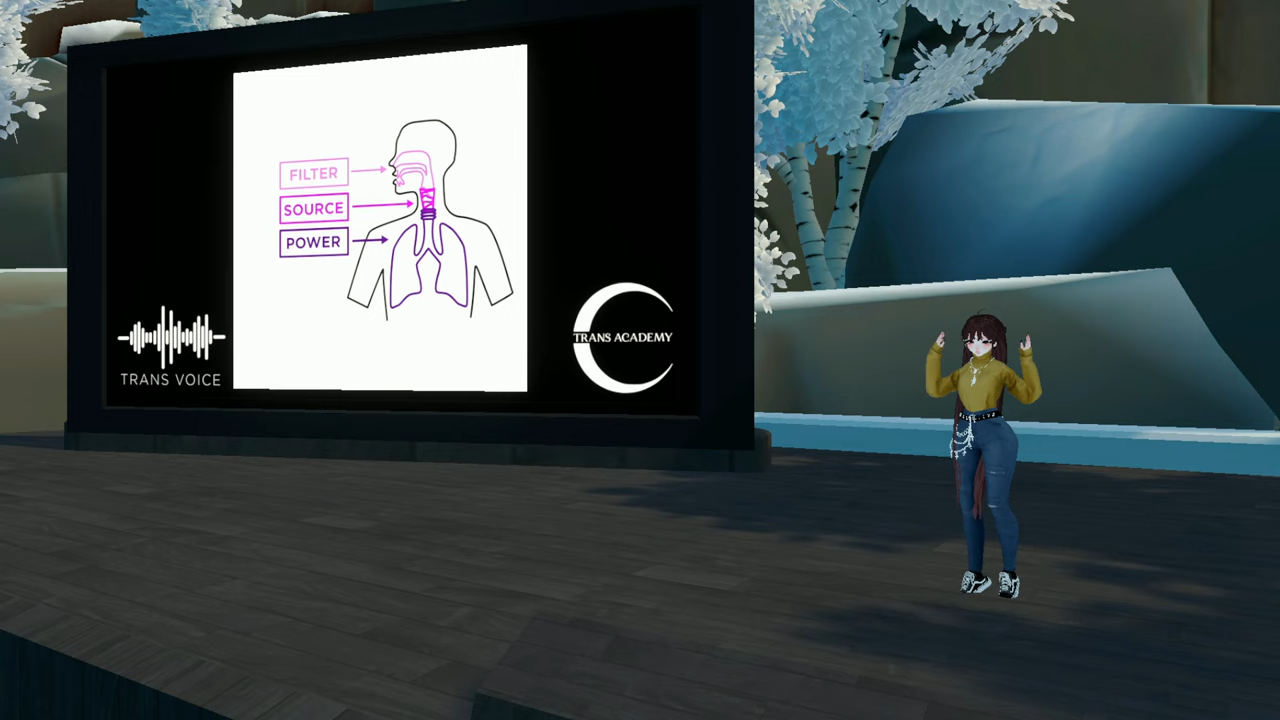 FILTER
SOURCE
POWER
TRANS VOICE
TRANS ACADEMY